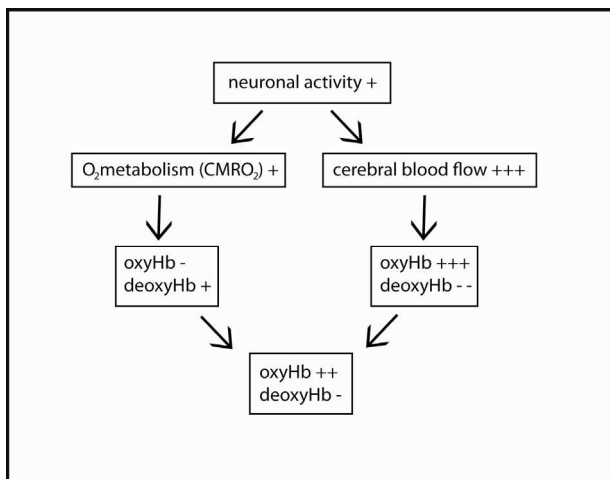 neuronal activity +
O₂metabolism (CMRO₂) +
cerebral blood flow +++
oxyHb -
deoxyHb +
oxyHb +++
deoxyHb - -
oxyHb ++
deoxyHb -